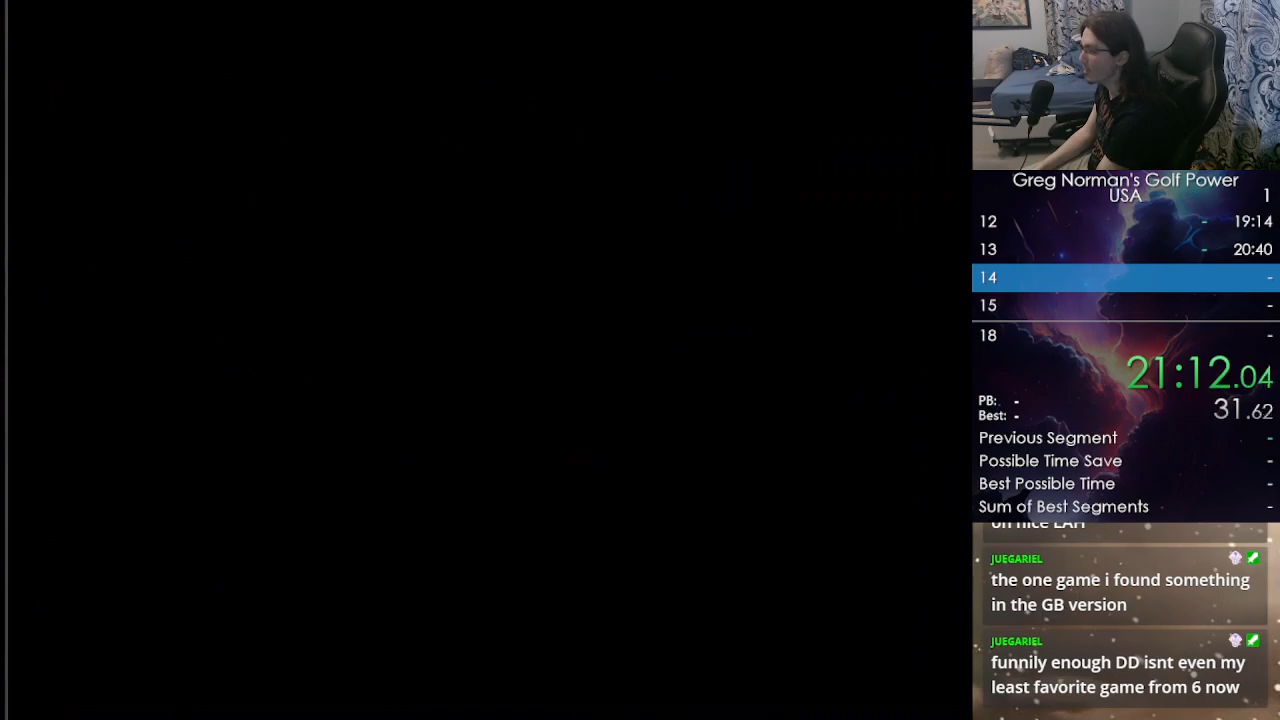 Greg Norman's Golf Power
USA 1
12 - 19:14
13 - 20:40
14 -
15 -
18 -
21:12.04
PB: -
31.62
Best: -
Previous Segment -
Possible Time Save -
Best Possible Time -
Sum of Best Segments -
JUEGARIEL
the one game i found something
in the GB version
JUEGARIEL
funnily enough DD isnt even my
least favorite game from 6 now